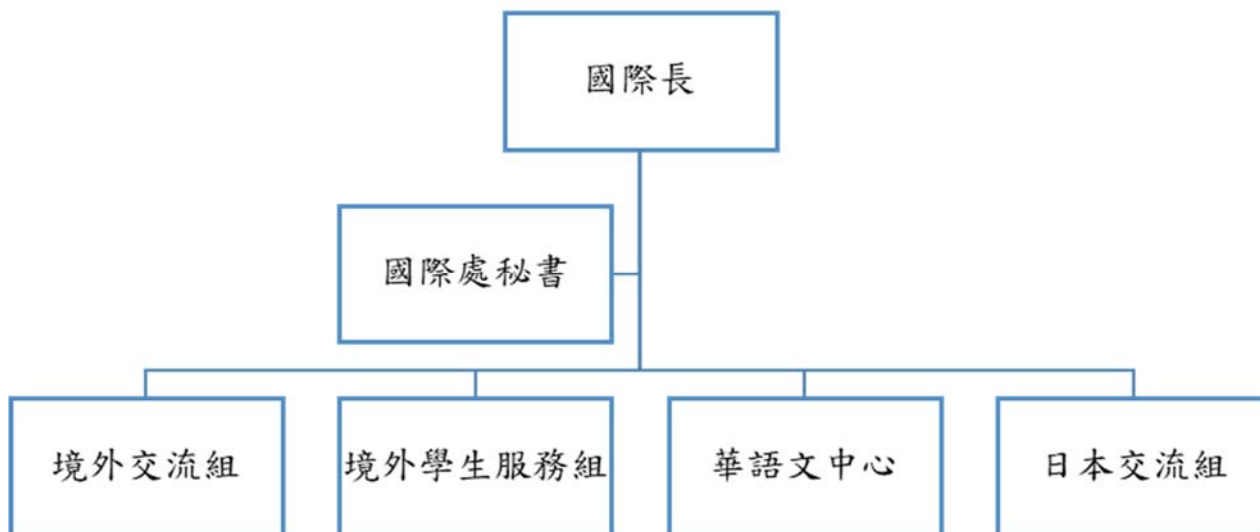 國際長
國際處秘書
境外交流組
境外學生服務組
華語文中心
日本交流組